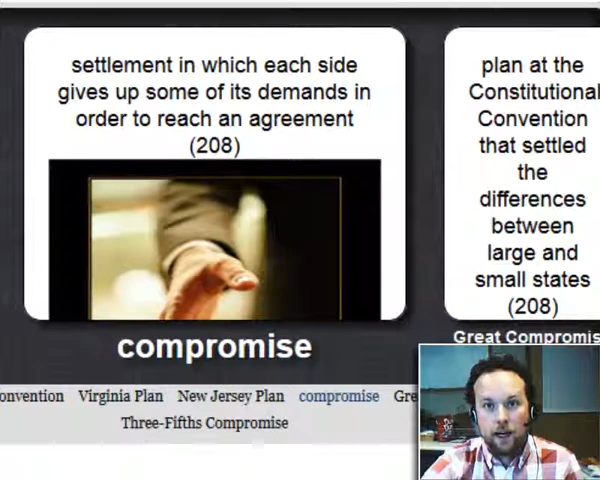 settlement in which each side
gives up some of its demands in
order to reach an agreement
(208)
compromise
plan at the
Constitutional
Convention
that settled
the
differences
between
large and
small states
(208)
Great Compromis
onvention Virginia Plan New Jersey Plan compromise Gre
Three-Fifths Compromise